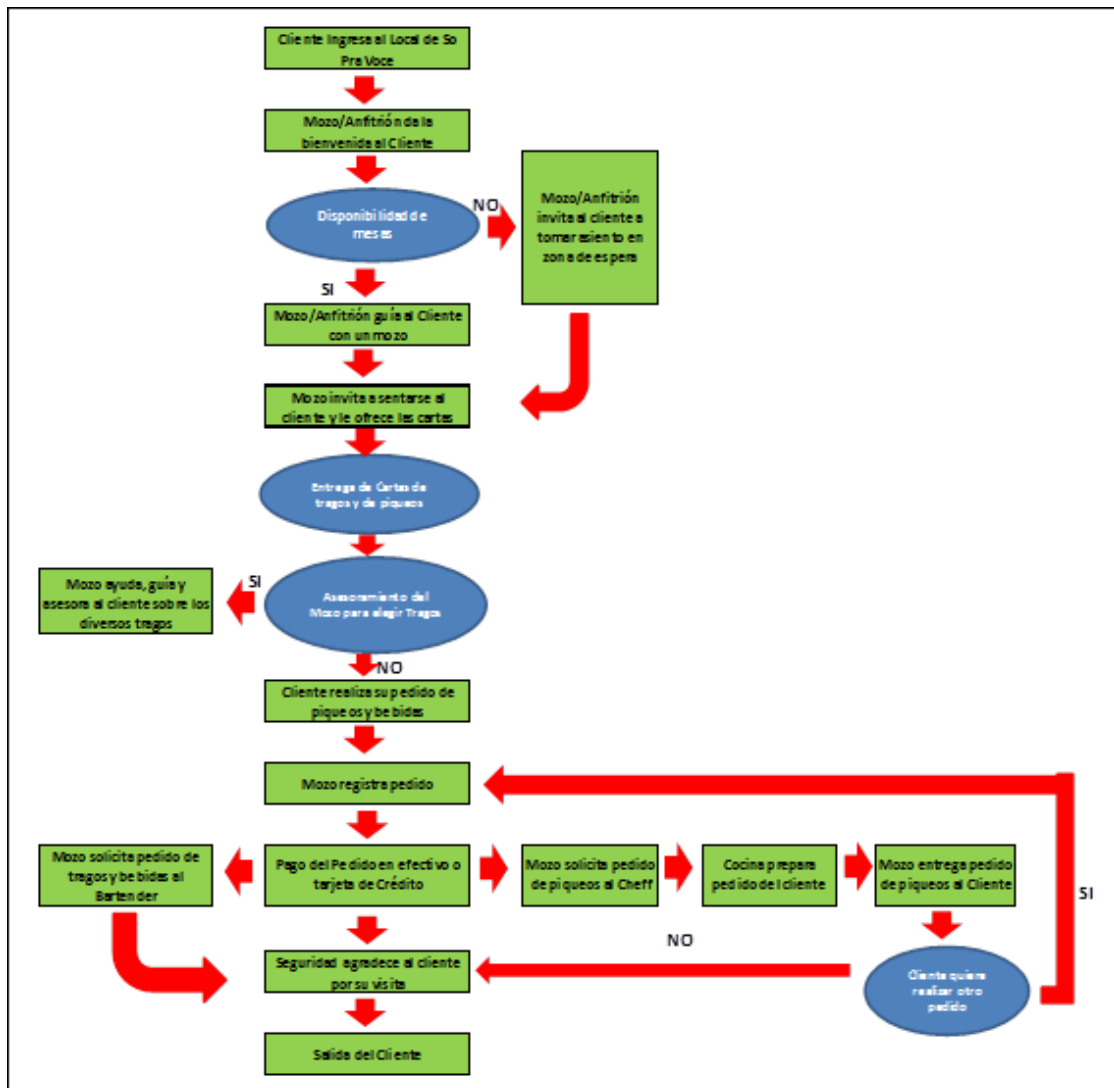 Cliente Ingresa al Local de So
Pra Voce
Mozo/Anfitrión da la
bienvenida al Cliente
Disponibilidad de
mesas
NO
Mozo/Anfitrión
invita al cliente a
tomar asiento en
zona de espera
SI
Mozo/Anfitrión guía al Cliente
con un mozo
Mozo invita a sentarse al
cliente y le ofrece las cartas
Entrega de Cartas de
tragos y de piqueos
Asesoramiento del
Mozo para elegir Tragos
SI
Mozo ayuda, guía y
asesora al cliente sobre los
diversos tragos
NO
Cliente realiza su pedido de
piqueos y bebidas
Mozo registra pedido
Mozo solicita pedido de
tragos y bebidas al
Bartender
Pago del Pedido en efectivo o
tarjeta de Crédito
Mozo solicita pedido
de piqueos al Cheff
Cocina prepara
pedido del cliente
Mozo entrega pedido
de piqueos al Cliente
SI
NO
Seguridad agradece al cliente
por su visita
Cliente quiere
realizar otro
pedido
Salida del Cliente